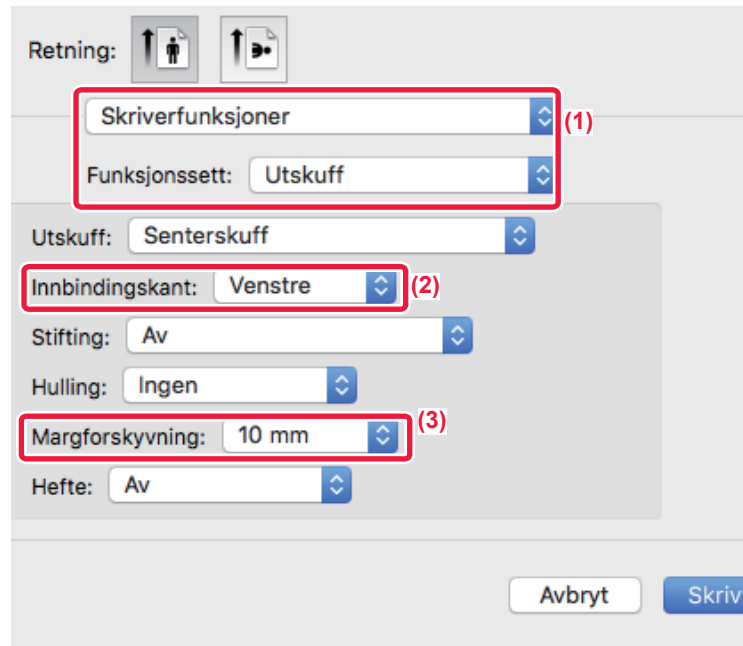 Retning:
Skriverfunksjoner
(1)
Funksjonssett: Utskuff
Utskuff: Senterskuff
Innbindingskant: Venstre (2)
Stifting: Av
Hulling: Ingen
Margforskyvning: 10 mm (3)
Hefte: Av
Avbryt Skriv